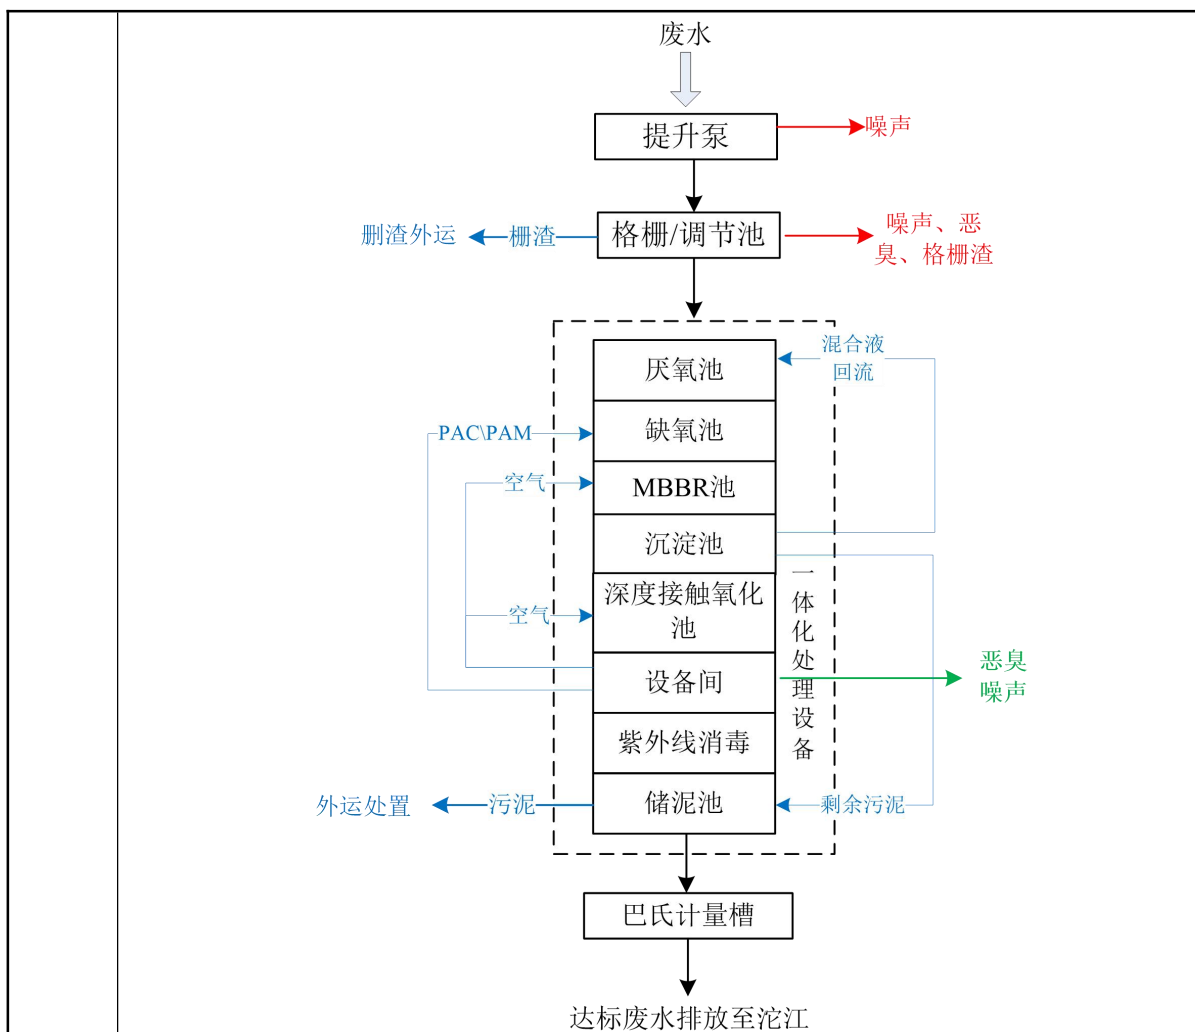 废水
提升泵
噪声
删渣外运
栅渣
格栅/调节池
噪声、恶
臭、格栅渣
厌氧池
混合液
回流
PAC\PAM
缺氧池
空气
MBBR池
沉淀池
空气
深度接触氧化
池
一体化处理设备
设备间
恶臭
噪声
紫外线消毒
外运处置
污泥
储泥池
剩余污泥
巴氏计量槽
达标废水排放至沱江